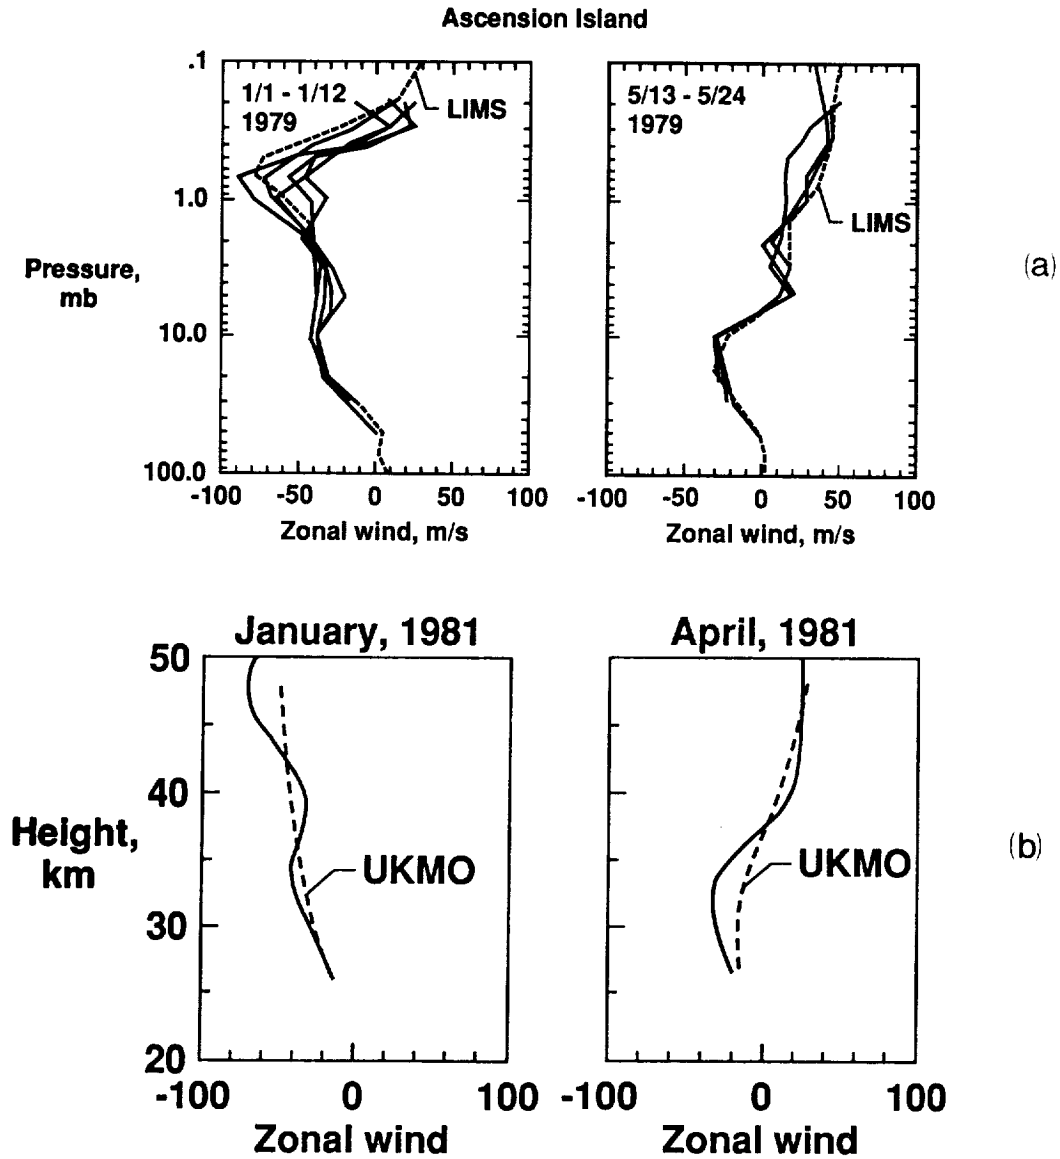 Ascension Island
.1
1.0
10.0
100.0
Pressure,
mb
1/1 - 1/12
1979
LIMS
-100 -50 0 50 100
Zonal wind, m/s
5/13 - 5/24
1979
LIMS
-100 -50 0 50 100
Zonal wind, m/s
(a)
January, 1981
50
40
30
20
Height,
km
UKMO
-100 0 100
Zonal wind
April, 1981
UKMO
-100 0 100
Zonal wind
(b)